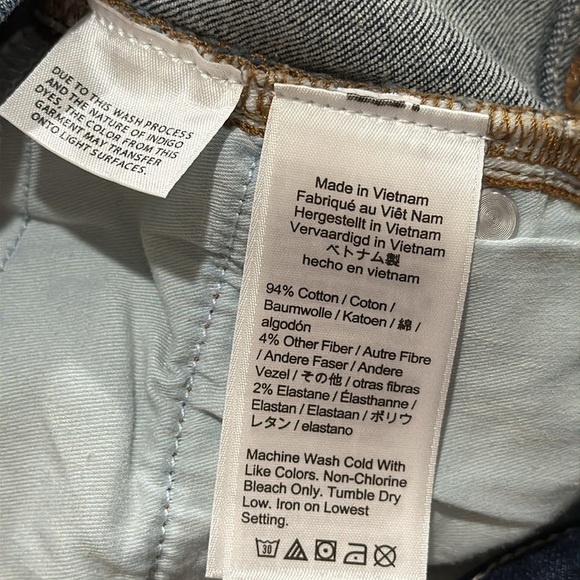 DUE TO THIS WASH PROCESS
AND THE NATURE OF INDIGO
DYES, THE COLOR FROM THIS
GARMENT MAY TRANSFER
ONTO LIGHT SURFACES.
Made in Vietnam
Fabriqué au Viêt Nam
Hergestellt in Vietnam
Vervaardigd in Vietnam
ベトナム製
hecho en vietnam
94% Cotton / Coton /
Baumwolle / Katoen / 綿 /
algodón
4% Other Fiber / Autre Fibre
/ Andere Faser / Andere
Vezel / その他 / otras fibras
2% Elastane / Élasthanne /
Elastan / Elastaan / ポリウ
レタン / elastano
Machine Wash Cold With
Like Colors. Non-Chlorine
Bleach Only. Tumble Dry
Low. Iron on Lowest
Setting.
30